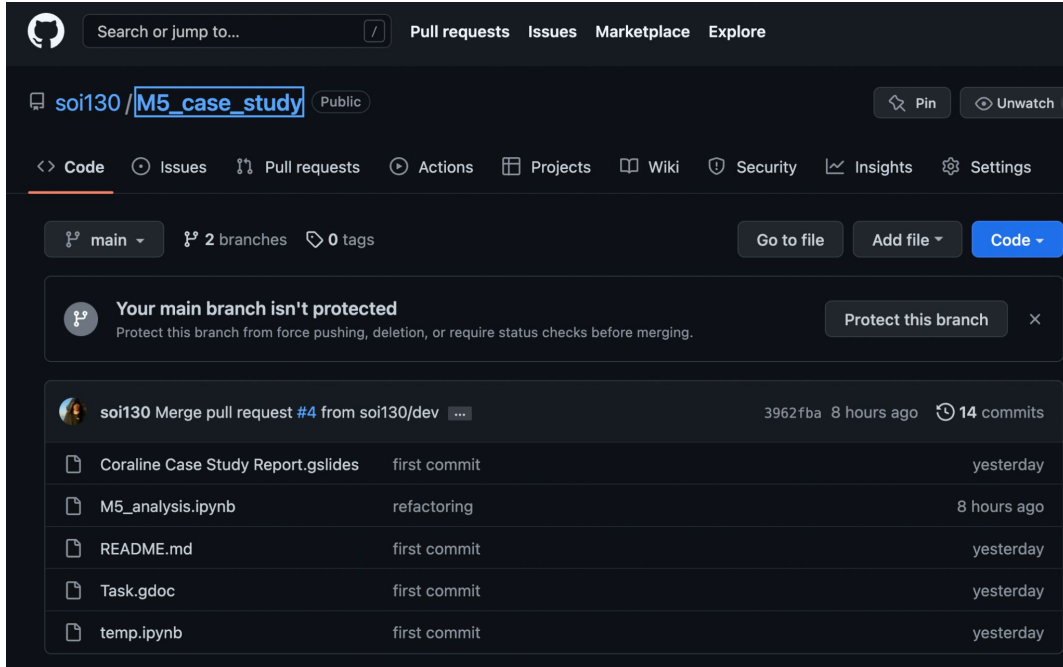 Search or jump to... / Pull requests Issues Marketplace Explore
soi130 / M5_case_study Public Pin Unwatch
<> Code Issues Pull requests Actions Projects Wiki Security Insights Settings
main 2 branches 0 tags Go to file Add file Code
Your main branch isn't protected
Protect this branch from force pushing, deletion, or require status checks before merging. Protect this branch ×
soi130 Merge pull request #4 from soi130/dev ... 3962fba 8 hours ago 14 commits
Coraline Case Study Report.gslides first commit yesterday
M5_analysis.ipynb refactoring 8 hours ago
README.md first commit yesterday
Task.gdoc first commit yesterday
temp.ipynb first commit yesterday